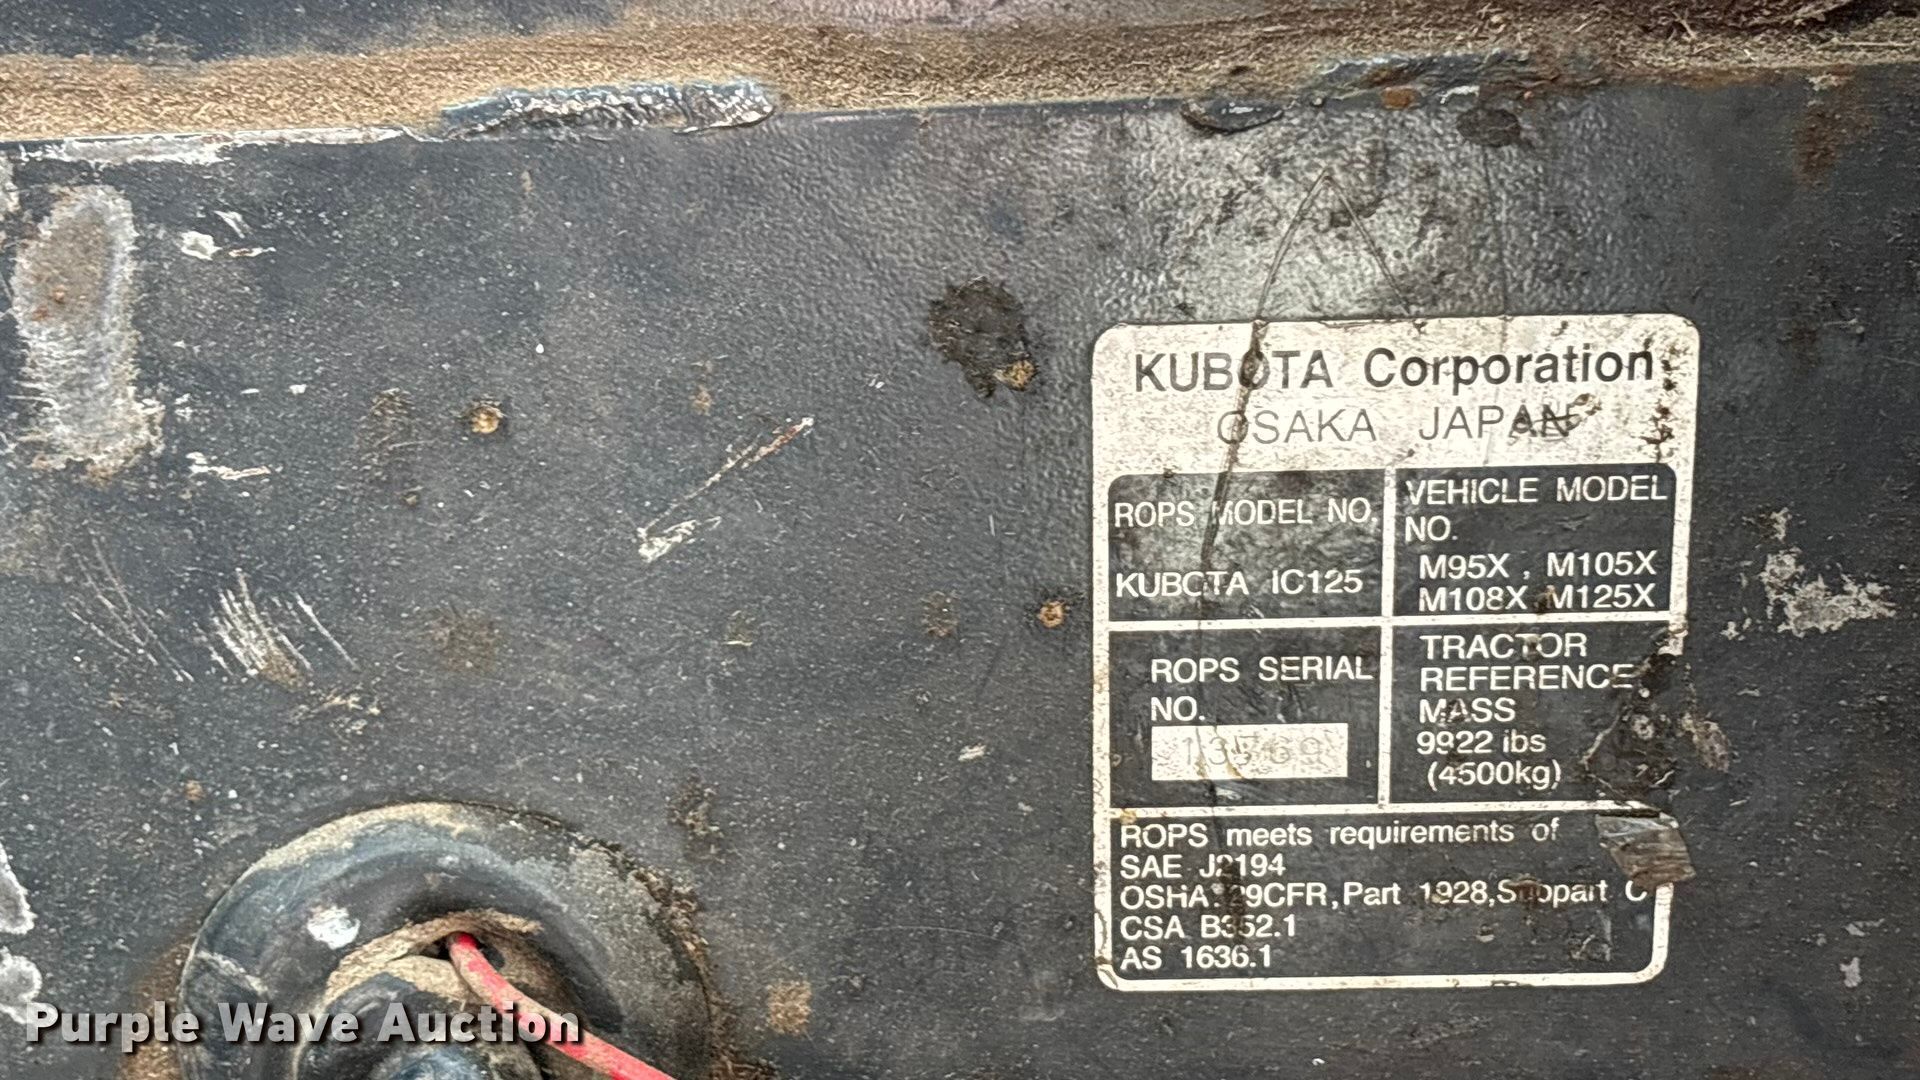 KUBOTA Corporation
OSAKA JAPAN
ROPS MODEL NO.
KUBOTA IC125
VEHICLE MODEL
NO.
M95X , M105X
M108X, M125X
ROPS SERIAL
NO.
TRACTOR
REFERENCE
MASS
9922 ibs
(4500kg)
ROPS meets requirements of
SAE J2194
OSHA: 29CFR, Part 1928, Subpart C
CSA B352.1
AS 1636.1
Purple Wave Auction